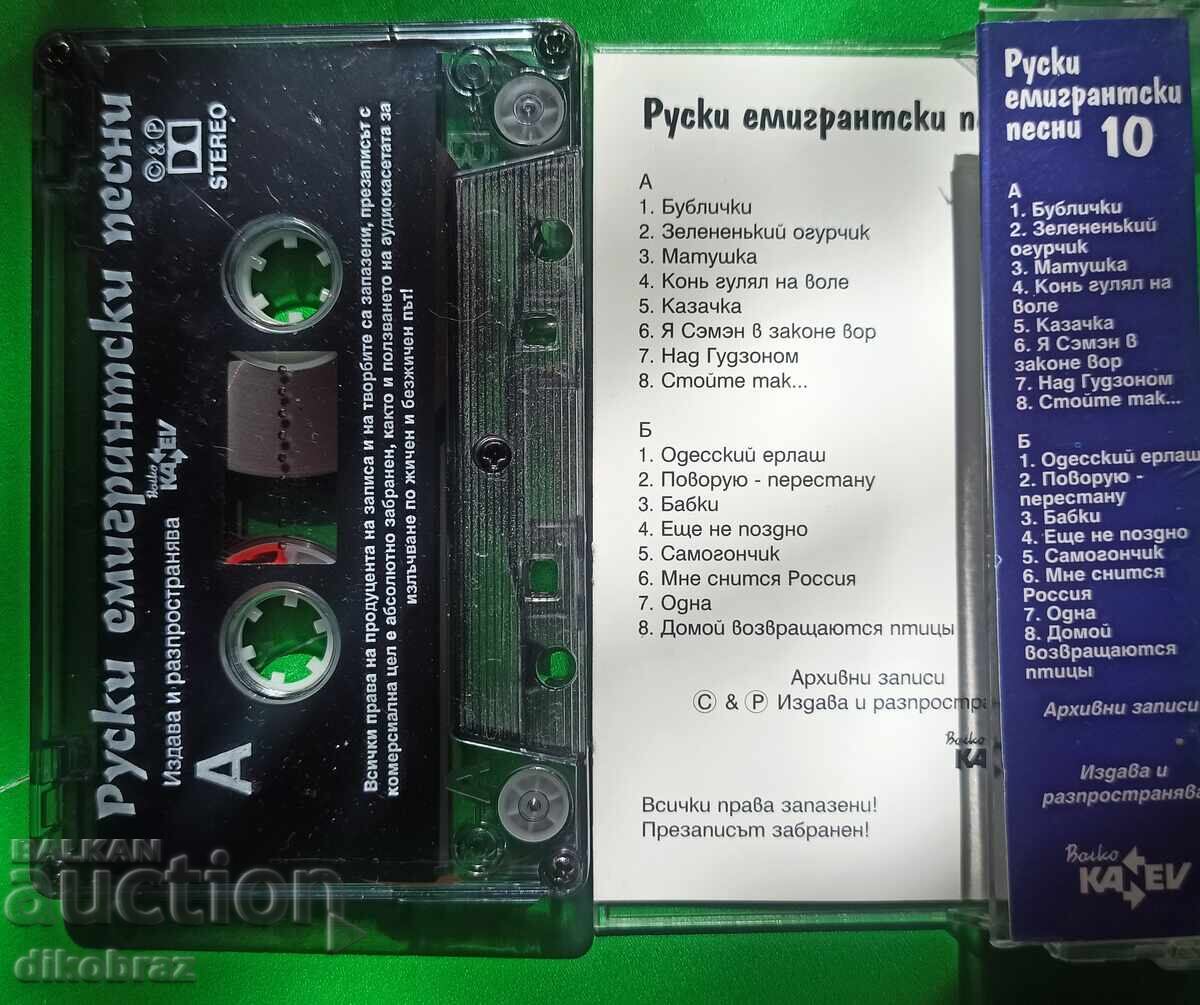 Руски емигрантски песни
© & ℗
STEREO
Издава и разпространява
Вайко
KANEV
A
Всички права на продуцента на записа и на творбите са запазени, презаписът с
комерсиална цел е абсолютно забранен, както и ползването на аудиокасетата за
излъчване по жичен и безжичен път!
B
A
Руски емигрантски
А
1. Бублички
2. Зелененький огурчик
3. Матушка
4. Конь гулял на воле
5. Казачка
6. Я Сэмэн в законе вор
7. Над Гудзоном
8. Стойте так...
Б
1. Одесский ерлаш
2. Поворую - перестану
3. Бабки
4. Еще не поздно
5. Самогончик
6. Мне снится Россия
7. Одна
8. Домой возвращаются птицы
Архивни записи
© & ℗ Издава и разпростра
Вайко
KA
Всички права запазени!
Презаписът забранен!
Руски
емигрантски
песни 10
А
1. Бублички
2. Зелененький
огурчик
3. Матушка
4. Конь гулял на
воле
5. Казачка
6. Я Сэмэн в
законе вор
7. Над Гудзоном
8. Стойте так...
Б
1. Одесский ерлаш
2. Поворую -
перестану
3. Бабки
4. Еще не поздно
5. Самогончик
6. Мне снится
Россия
7. Одна
8. Домой
возвращаются
птицы
Архивни записи
Издава и
разпространява
Вайко
KANEV
BALKAN
auction
dikobraz